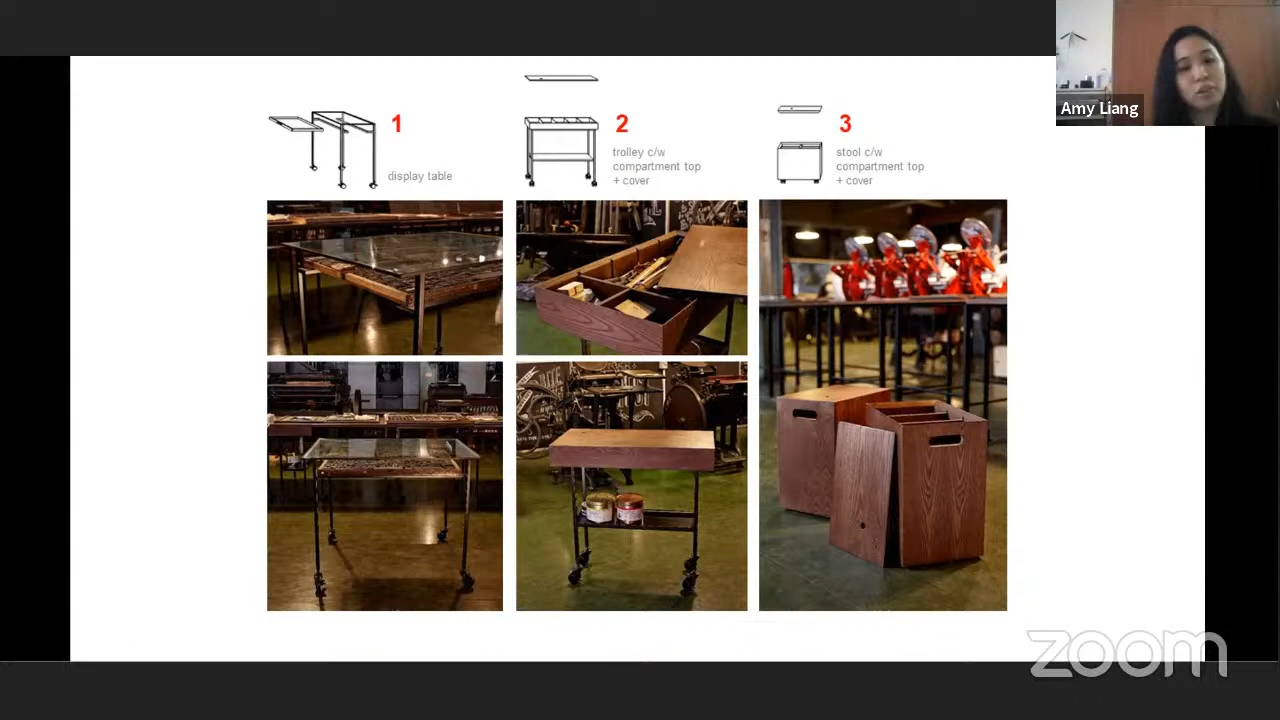 Amy Liang
1
display table
2
trolley c/w
compartment top
+ cover
3
stool c/w
compartment top
+ cover
zoom